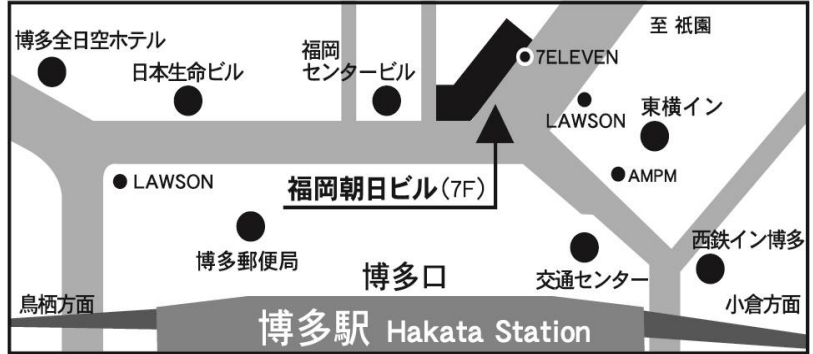 至 祇園
博多全日空ホテル
福岡
センタービル
7ELEVEN
日本生命ビル
LAWSON
東横イン
AMPM
LAWSON
福岡朝日ビル(7F)
博多郵便局
博多口
交通センター
西鉄イン博多
鳥栖方面
小倉方面
博多駅 Hakata Station